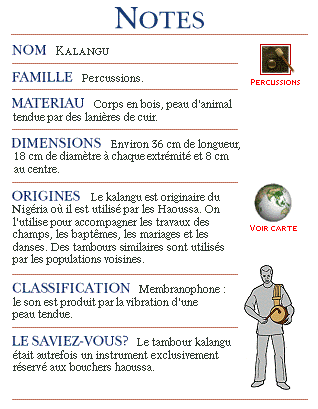 NOTES
NOM KALANGU
PERCUSSIONS
FAMILLE Percussions.
MATERIAU Corps en bois, peau d'animal
tendue par des lanières de cuir.
DIMENSIONS Environ 36 cm de longueur,
18 cm de diamètre à chaque extrémité et 8 cm
au centre.
ORIGINES Le kalangu est originaire du
Nigéria où il est utilisé par les Haoussa. On
l'utilise pour accompagner les travaux des
champs, les baptêmes, les mariages et les
danses. Des tambours similaires sont utilisés
par les populations voisines.
VOIR CARTE
CLASSIFICATION Membranophone :
le son est produit par la vibration d'une
peau tendue.
LE SAVIEZ-VOUS? Le tambour kalangu
était autrefois un instrument exclusivement
réservé aux bouchers haoussa.